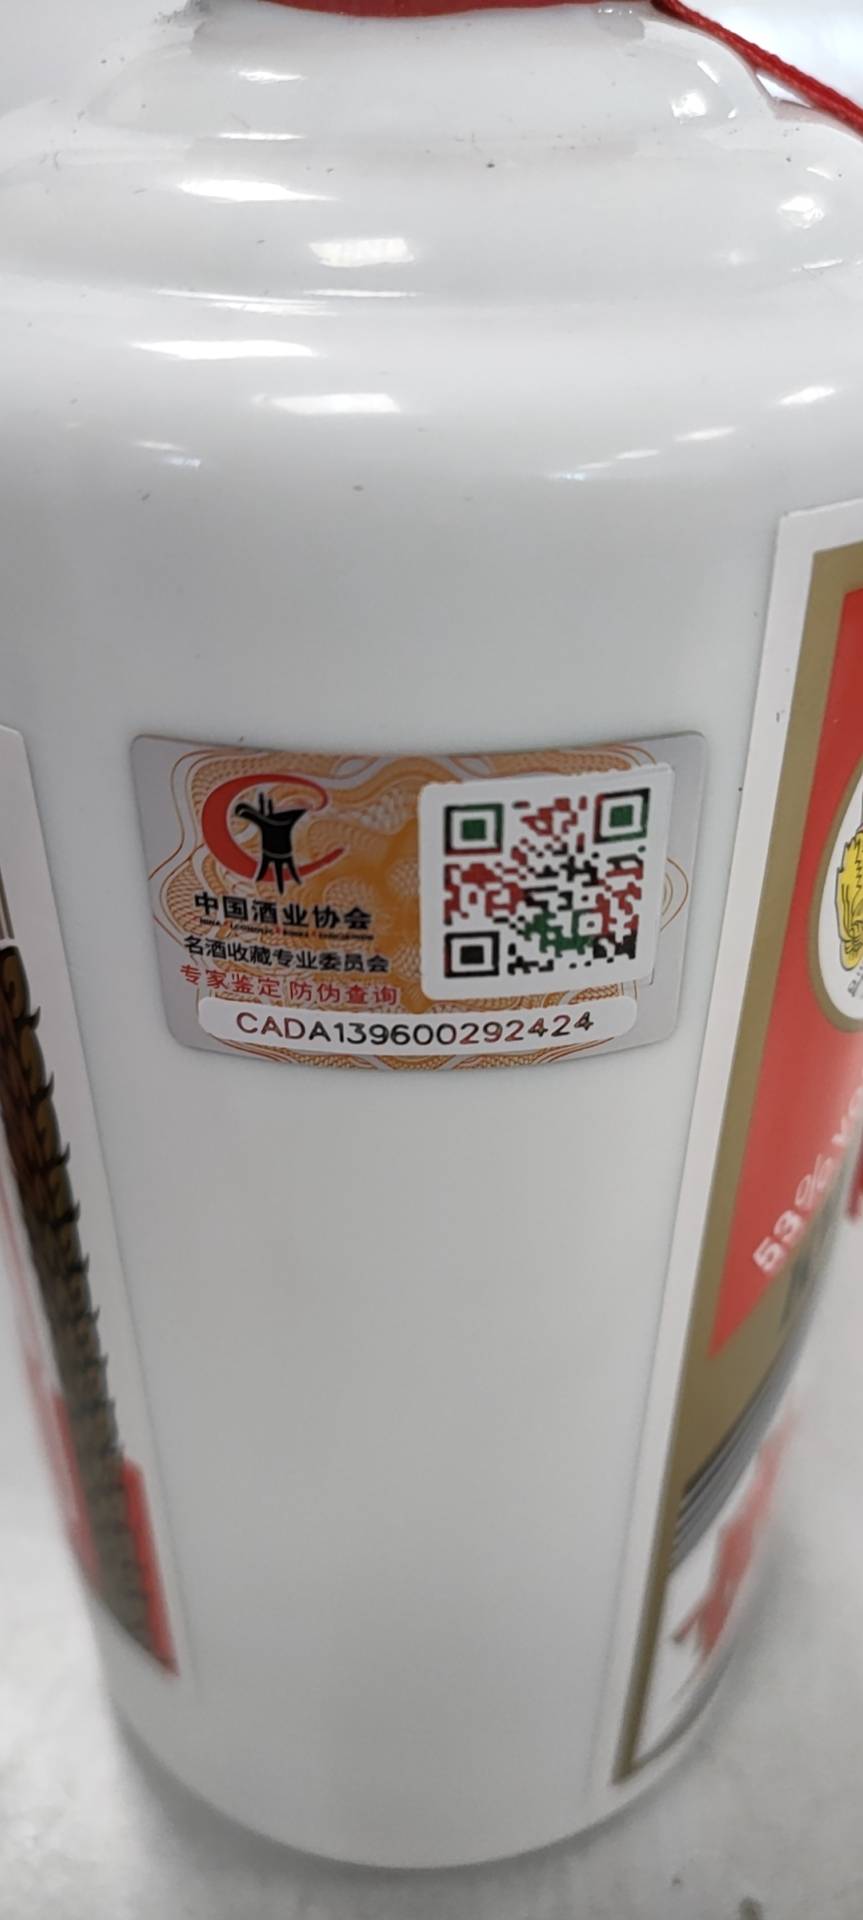 中国酒业协会
名酒收藏专业委员会
专家鉴定 防伪查询
CADA139600292424
53%